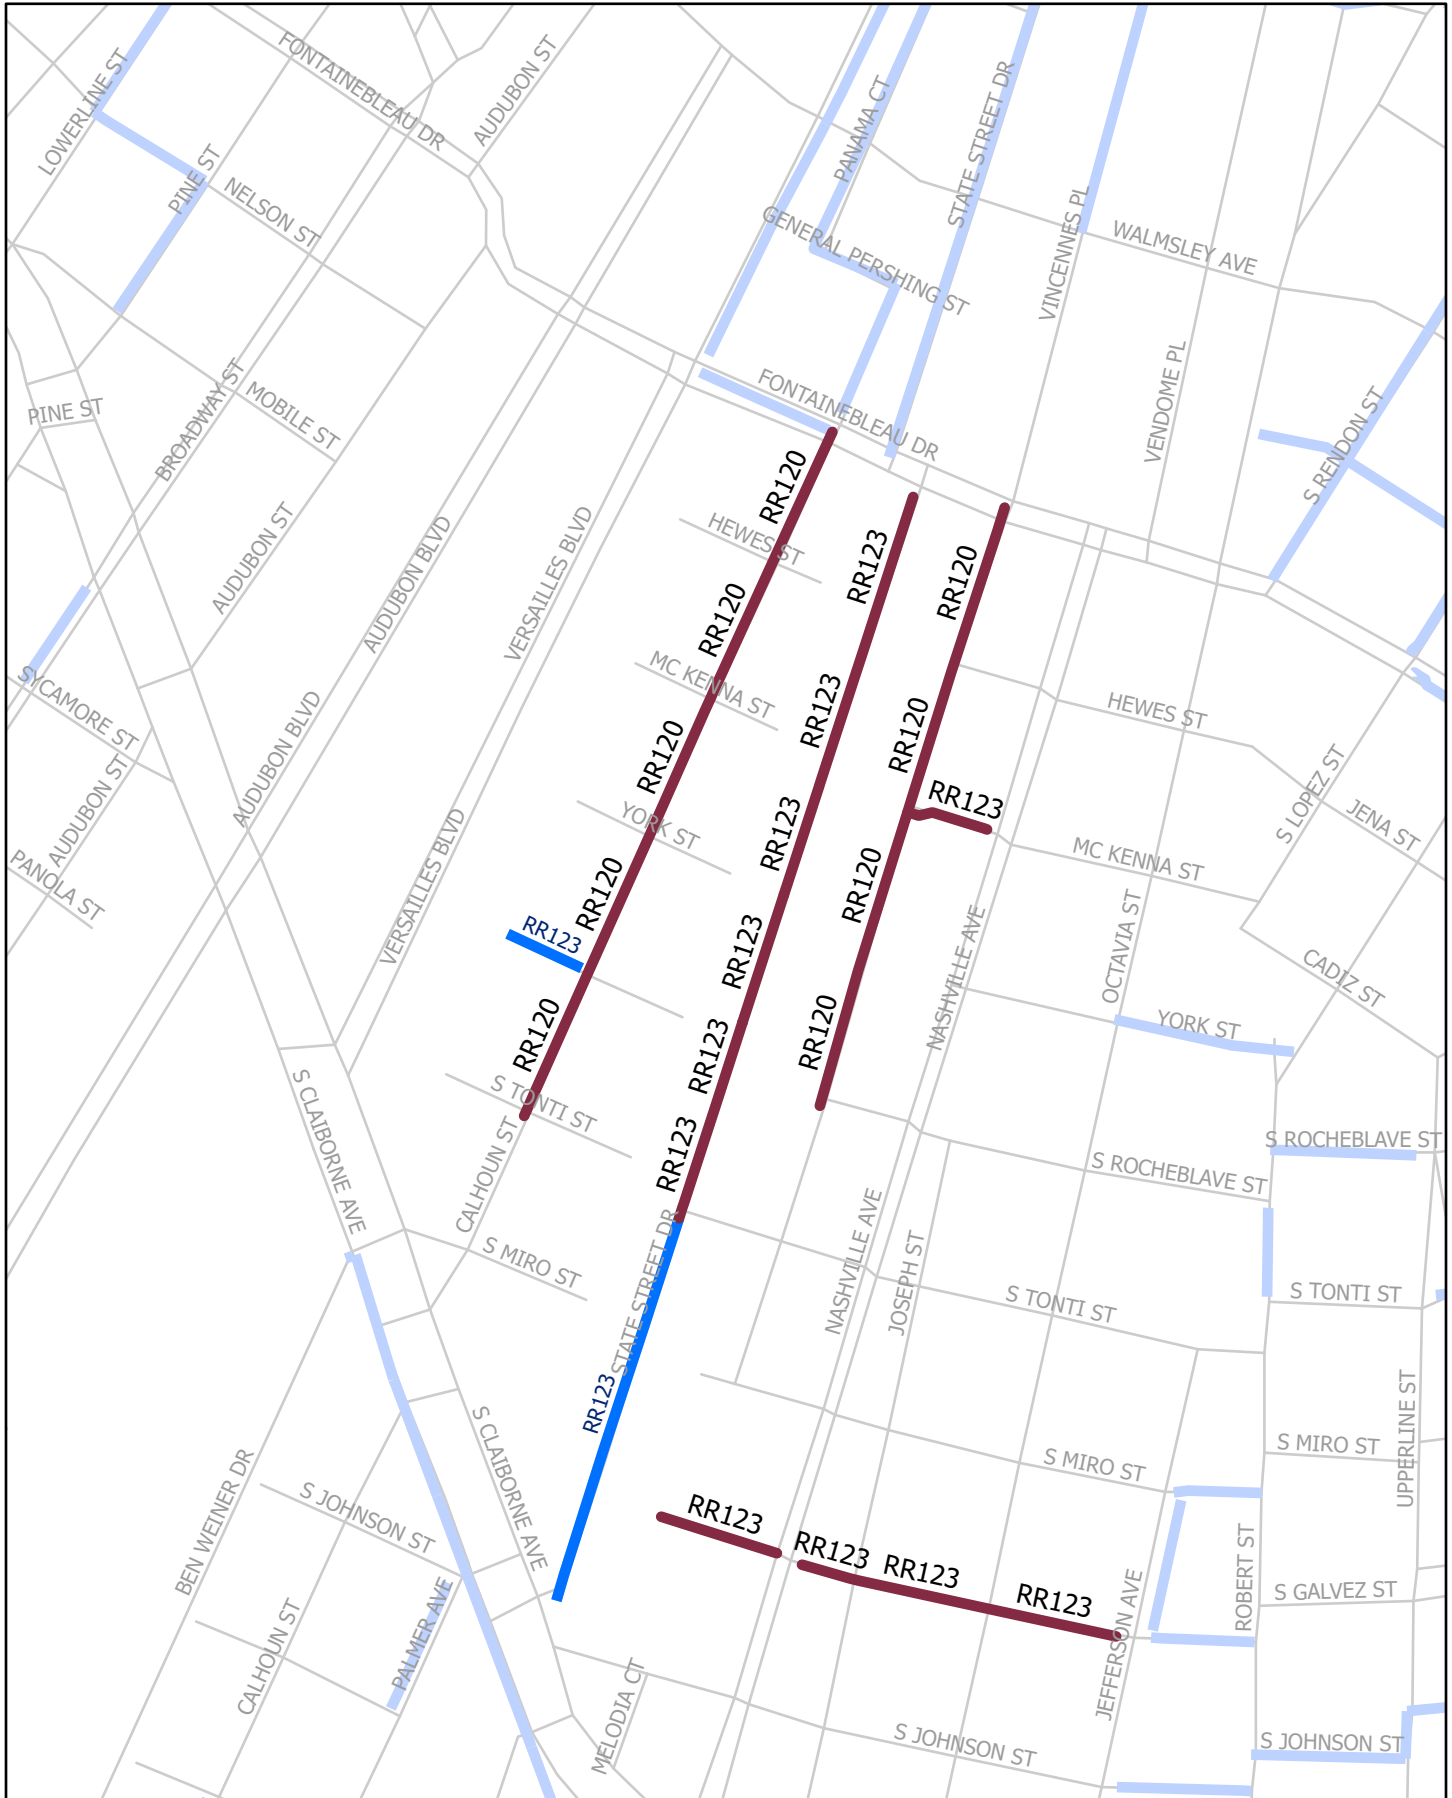 FONTAINEBLEAU DR
AUDUBON ST
LOWERLINE ST
PINE ST
NELSON ST
PANAMA CT
STATE STREET DR
GENERAL PERSHING ST
VINCENNES PL
WALMSLEY AVE
PINE ST
BROADWAY ST
MOBILE ST
FONTAINEBLEAU DR
VENDOME PL
S RENDON ST
AUDUBON ST
AUDUBON BLVD
VERSAILLES BLVD
RR120
HEWES ST
RR123
RR120
RR120
SYCAMORE ST
MC KENNA ST
RR123
RR120
HEWES ST
AUDUBON BLVD
AUDUBON ST
RR120
YORK ST
RR123
RR123
S LOPEZ ST
JENA ST
PANOLA ST
VERSAILLES BLVD
RR120
RR120
MC KENNA ST
RR123
RR123
NASHVILLE AVE
OCTAVIA ST
CADIZ ST
RR120
RR123
RR120
YORK ST
S TONTI ST
S CLAIBORNE AVE
CALHOUN ST
RR123
S ROCHEBLAVE ST
S ROCHEBLAVE ST
S MIRO ST
STATE STREET DR
NASHVILLE AVE
JOSEPH ST
S TONTI ST
S TONTI ST
RR123
UPPERLINE ST
S CLAIBORNE AVE
S MIRO ST
S MIRO ST
BEN WEINER DR
S JOHNSON ST
RR123
RR123
RR123
RR123
ROBERT ST
S GALVEZ ST
CALHOUN ST
PALMER AVE
JEFFERSON AVE
MELODIA CT
S JOHNSON ST
S JOHNSON ST